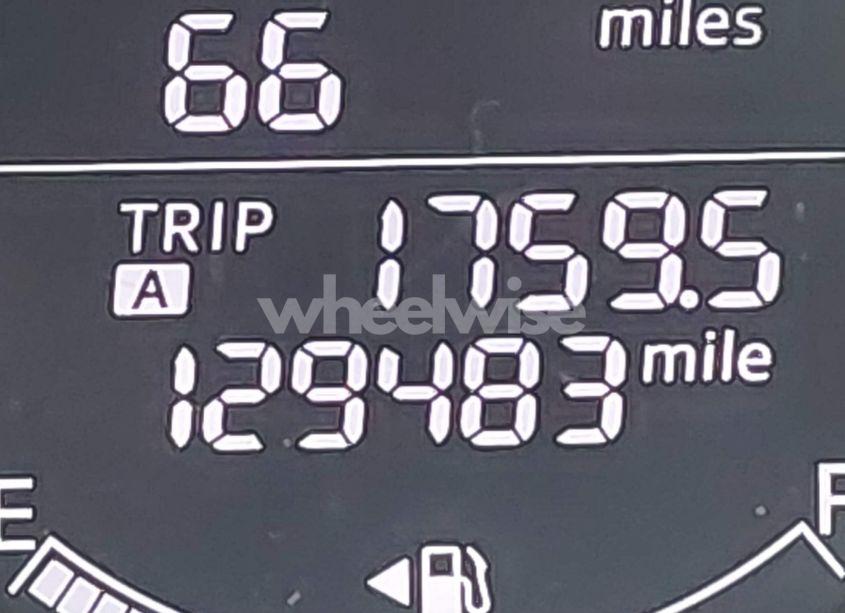 66 miles
TRIP 1759.5
A
wheelwise
129483 mile
E F